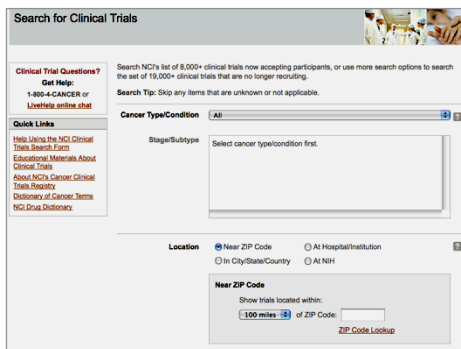 Search for Clinical Trials
Clinical Trial Questions?
Get Help:
1-800-4-CANCER or
LiveHelp online chat
Quick Links
Help Using the NCI Clinical
Trials Search Form
Educational Materials About
Clinical Trials
About NCI's Cancer Clinical
Trials Registry
Dictionary of Cancer Terms
NCI Drug Dictionary
Search NCI's list of 8,000+ clinical trials now accepting participants, or use more search options to search
the set of 19,000+ clinical trials that are no longer recruiting.
Search Tip: Skip any items that are unknown or not applicable.
Cancer Type/Condition All ?
Stage/Subtype Select cancer type/condition first.
Location Near ZIP Code At Hospital/Institution ?
In City/State/Country At NIH
Near ZIP Code
Show trials located within:
100 miles of ZIP Code:
ZIP Code Lookup